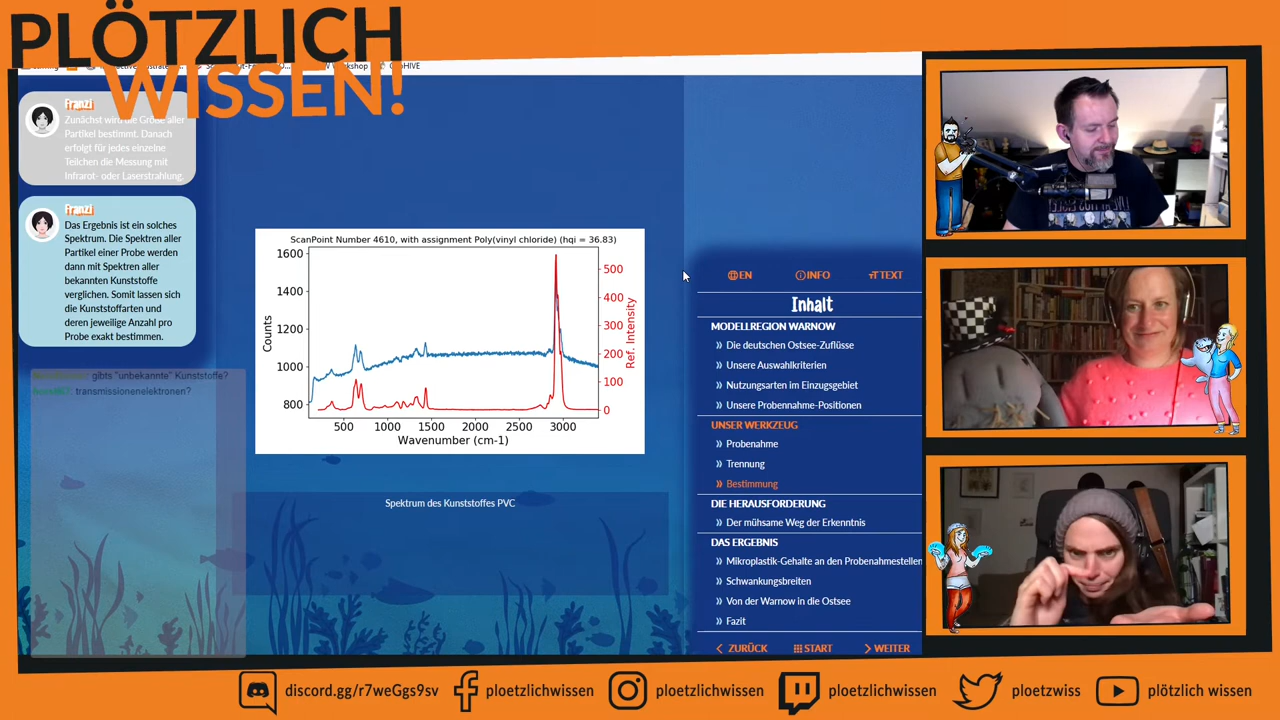 PLÖTZLICH
WISSEN!
Workshop
Franzi
Zunächst wird die Größe aller
Partikel bestimmt. Danach
erfolgt für jedes einzelne
Teilchen die Messung mit
Infrarot- oder Laserstrahlung.
Franzi
Das Ergebnis ist ein solches
Spektrum. Die Spektren aller
Partikel einer Probe werden
dann mit Spektren aller
bekannten Kunststoffe
verglichen. Somit lassen sich
die Kunststoffarten und
deren jeweilige Anzahl pro
Probe exakt bestimmen.
gibts "unbekannte" Kunststoffe?
transmissionenelektronen?
ScanPoint Number 4610, with assignment Poly(vinyl chloride) (hqi = 36.83)
1600
1400
1200
1000
800
Counts
500
400
300
200
100
0
Ref. Intensity
500 1000 1500 2000 2500 3000
Wavenumber (cm-1)
Spektrum des Kunststoffes PVC
EN INFO TEXT
Inhalt
MODELLREGION WARNOW
» Die deutschen Ostsee-Zuflüsse
» Unsere Auswahlkriterien
» Nutzungsarten im Einzugsgebiet
» Unsere Probennahme-Positionen
UNSER WERKZEUG
» Probenahme
» Trennung
» Bestimmung
DIE HERAUSFORDERUNG
» Der mühsame Weg der Erkenntnis
DAS ERGEBNIS
» Mikroplastik-Gehalte an den Probenahmestellen
» Schwankungsbreiten
» Von der Warnow in die Ostsee
» Fazit
ZURÜCK START WEITER
discord.gg/r7weGgs9sv ploetzlichwissen ploetzlichwissen ploetzlichwissen ploetzwiss plötzlich wissen